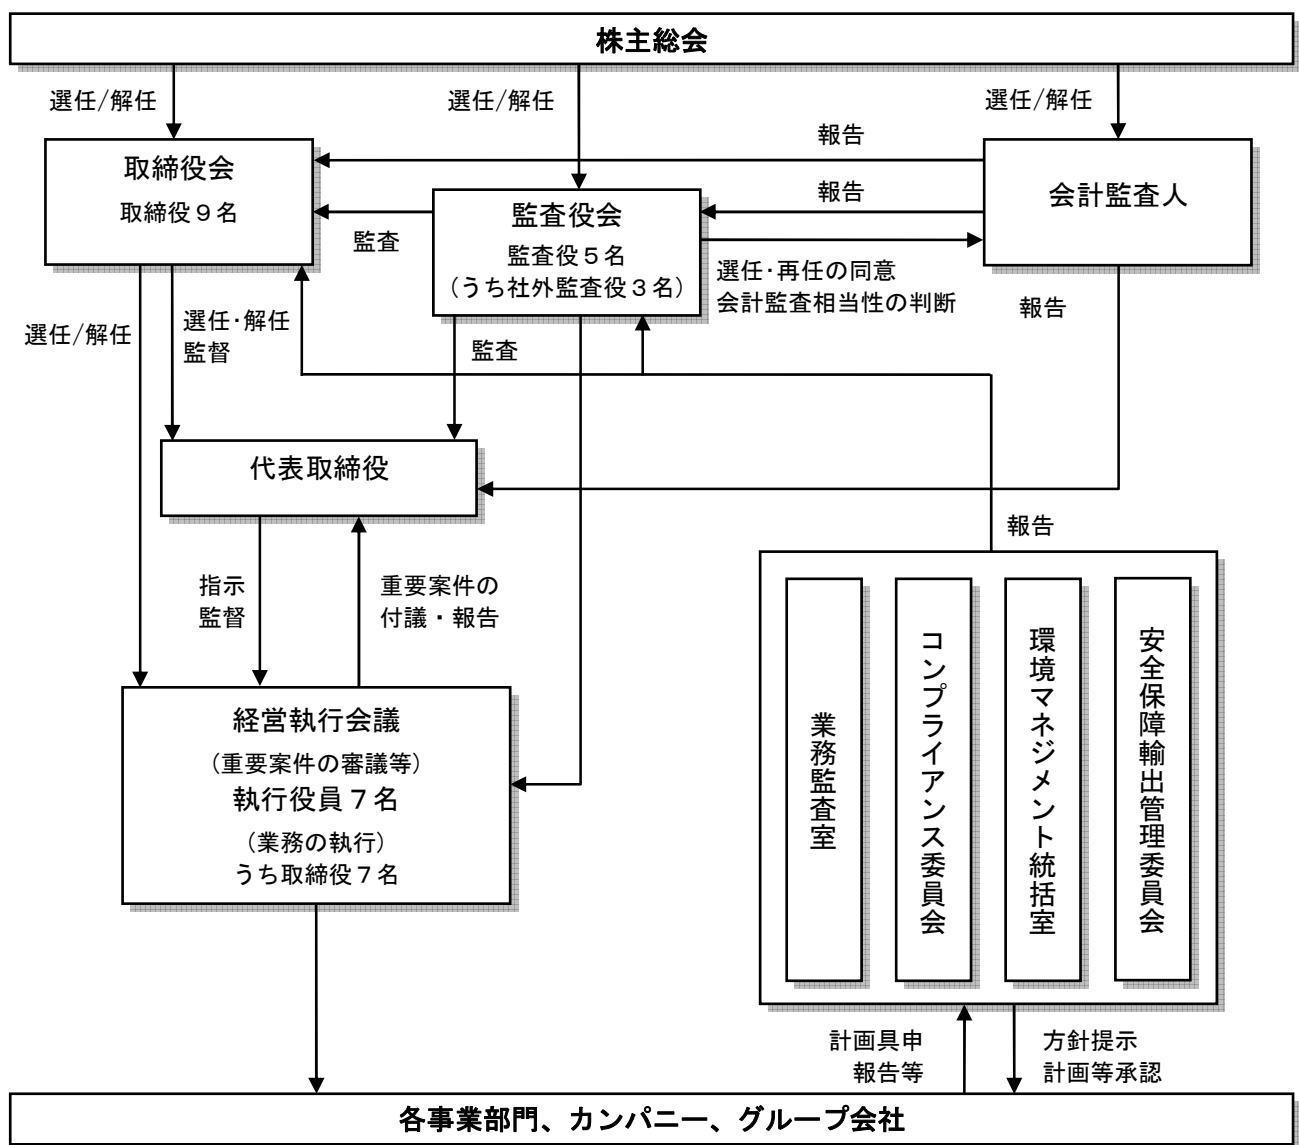 株主総会
選任/解任
選任/解任
選任/解任
取締役会
取締役９名
報告
報告
会計監査人
監査
監査役会
監査役５名
(うち社外監査役３名)
選任･再任の同意
会計監査相当性の判断
報告
選任/解任
選任･解任
監督
監査
代表取締役
報告
指示
監督
重要案件の
付議・報告
経営執行会議
(重要案件の審議等)
執行役員７名
(業務の執行)
うち取締役７名
業務監査室
コンプライアンス委員会
環境マネジメント統括室
安全保障輸出管理委員会
計画具申
報告等
方針提示
計画等承認
各事業部門、カンパニー、グループ会社